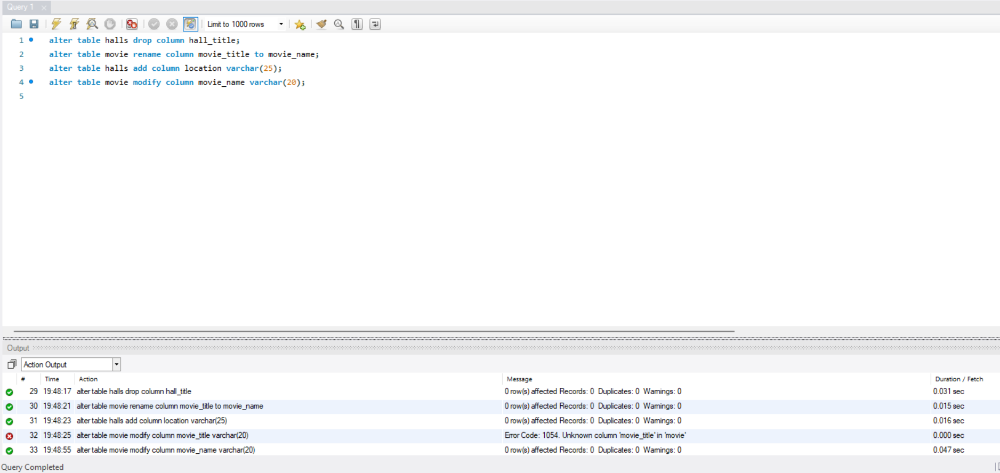 Query 1
Limit to 1000 rows
1 alter table halls drop column hall_title;
2 alter table movie rename column movie_title to movie_name;
3 alter table halls add column location varchar(25);
4 alter table movie modify column movie_name varchar(20);
5
Output
Action Output
# Time Action Message Duration / Fetch
29 19:48:17 alter table halls drop column hall_title 0 row(s) affected Records: 0 Duplicates: 0 Warnings: 0 0.031 sec
30 19:48:21 alter table movie rename column movie_title to movie_name 0 row(s) affected Records: 0 Duplicates: 0 Warnings: 0 0.015 sec
31 19:48:23 alter table halls add column location varchar(25) 0 row(s) affected Records: 0 Duplicates: 0 Warnings: 0 0.016 sec
32 19:48:25 alter table movie modify column movie_title varchar(20) Error Code: 1054. Unknown column 'movie_title' in 'movie' 0.000 sec
33 19:48:55 alter table movie modify column movie_name varchar(20) 0 row(s) affected Records: 0 Duplicates: 0 Warnings: 0 0.047 sec
Query Completed